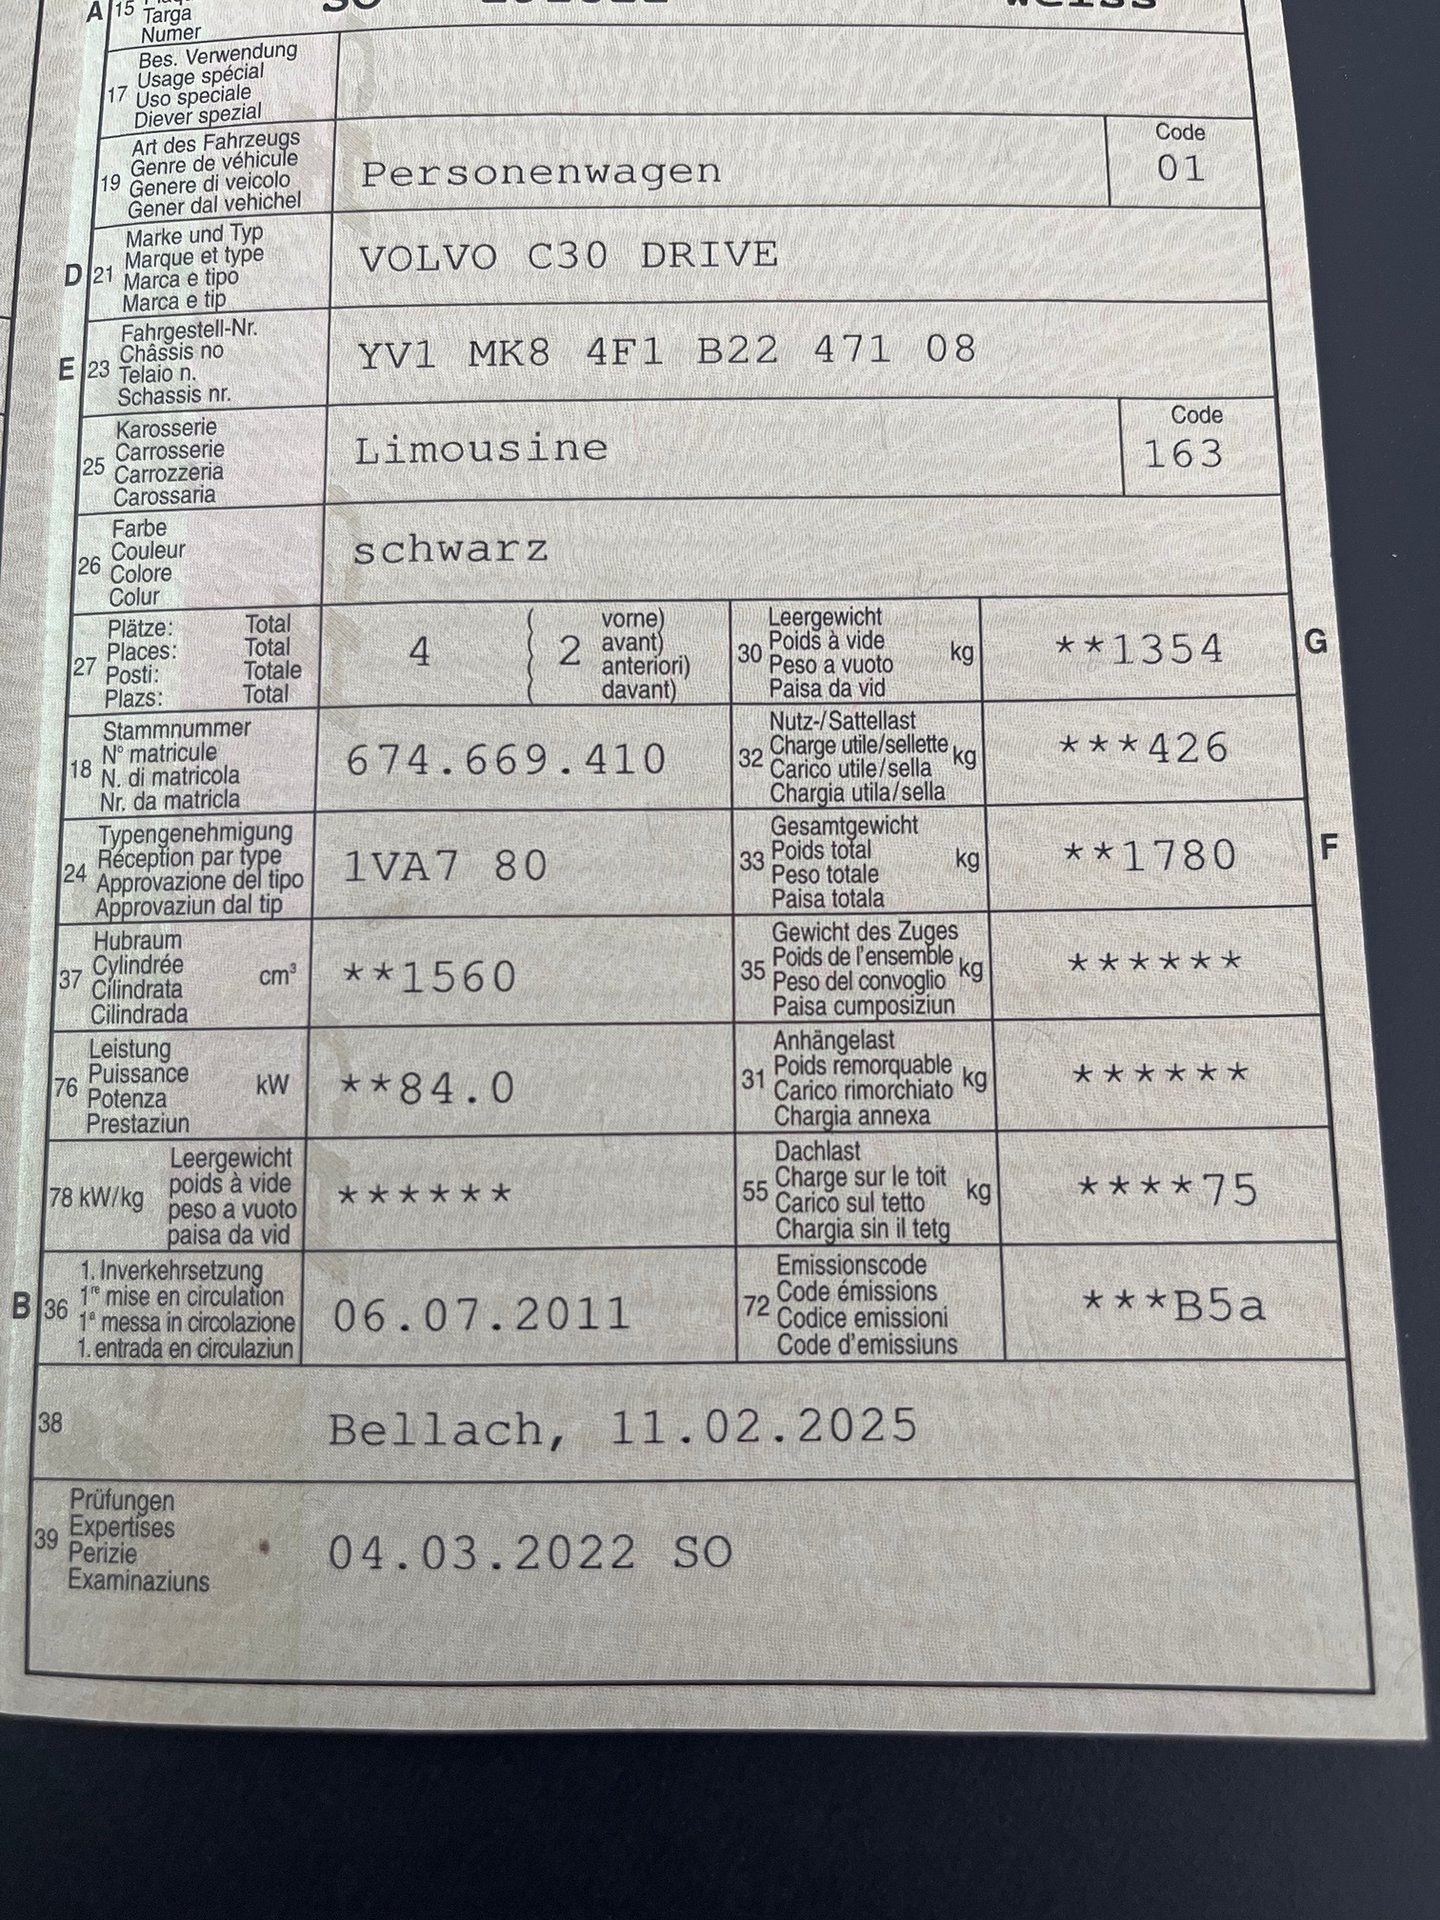 A 15
Targa
Numer
weiss
17 Bes. Verwendung
Usage spécial
Uso speciale
Diever spezial
19 Art des Fahrzeugs
Genre de véhicule
Genere di veicolo
Gener dal vehichel
Personenwagen
Code
01
D 21 Marke und Typ
Marque et type
Marca e tipo
Marca e tip
VOLVO C30 DRIVE
E 23 Fahrgestell-Nr.
Châssis no
Telaio n.
Schassis nr.
YV1 MK8 4F1 B22 471 08
25 Karosserie
Carrosserie
Carrozzeria
Carossaria
Limousine
Code
163
26 Farbe
Couleur
Colore
Colur
schwarz
27 Plätze: Total
Places: Total
Posti: Totale
Plazs: Total
4 ( 2 vorne)
avant)
anteriori)
davant)
30 Leergewicht
Poids à vide
Peso a vuoto
Paisa da vid
kg
**1354
G
18 Stammnummer
N° matricule
N. di matricola
Nr. da matricla
674.669.410
32 Nutz-/Sattellast
Charge utile/sellette
Carico utile/sella
Chargia utila/sella
kg
***426
24 Typengenehmigung
Réception par type
Approvazione del tipo
Approvaziun dal tip
1VA7 80
33 Gesamtgewicht
Poids total
Peso totale
Paisa totala
kg
**1780
F
37 Hubraum
Cylindrée
Cilindrata
Cilindrada
cm³
**1560
35 Gewicht des Zuges
Poids de l'ensemble
Peso del convoglio
Paisa cumposiziun
kg
******
76 Leistung
Puissance
Potenza
Prestaziun
kW
**84.0
31 Anhängelast
Poids remorquable
Carico rimorchiato
Chargia annexa
kg
******
78 kW/kg Leergewicht
poids à vide
peso a vuoto
paisa da vid
******
55 Dachlast
Charge sur le toit
Carico sul tetto
Chargia sin il tetg
kg
****75
B 36 1. Inverkehrsetzung
1re mise en circulation
1a messa in circolazione
1. entrada en circulaziun
06.07.2011
72 Emissionscode
Code émissions
Codice emissioni
Code d'emissiuns
***B5a
38 Bellach, 11.02.2025
39 Prüfungen
Expertises
Perizie
Examinaziuns
04.03.2022 SO